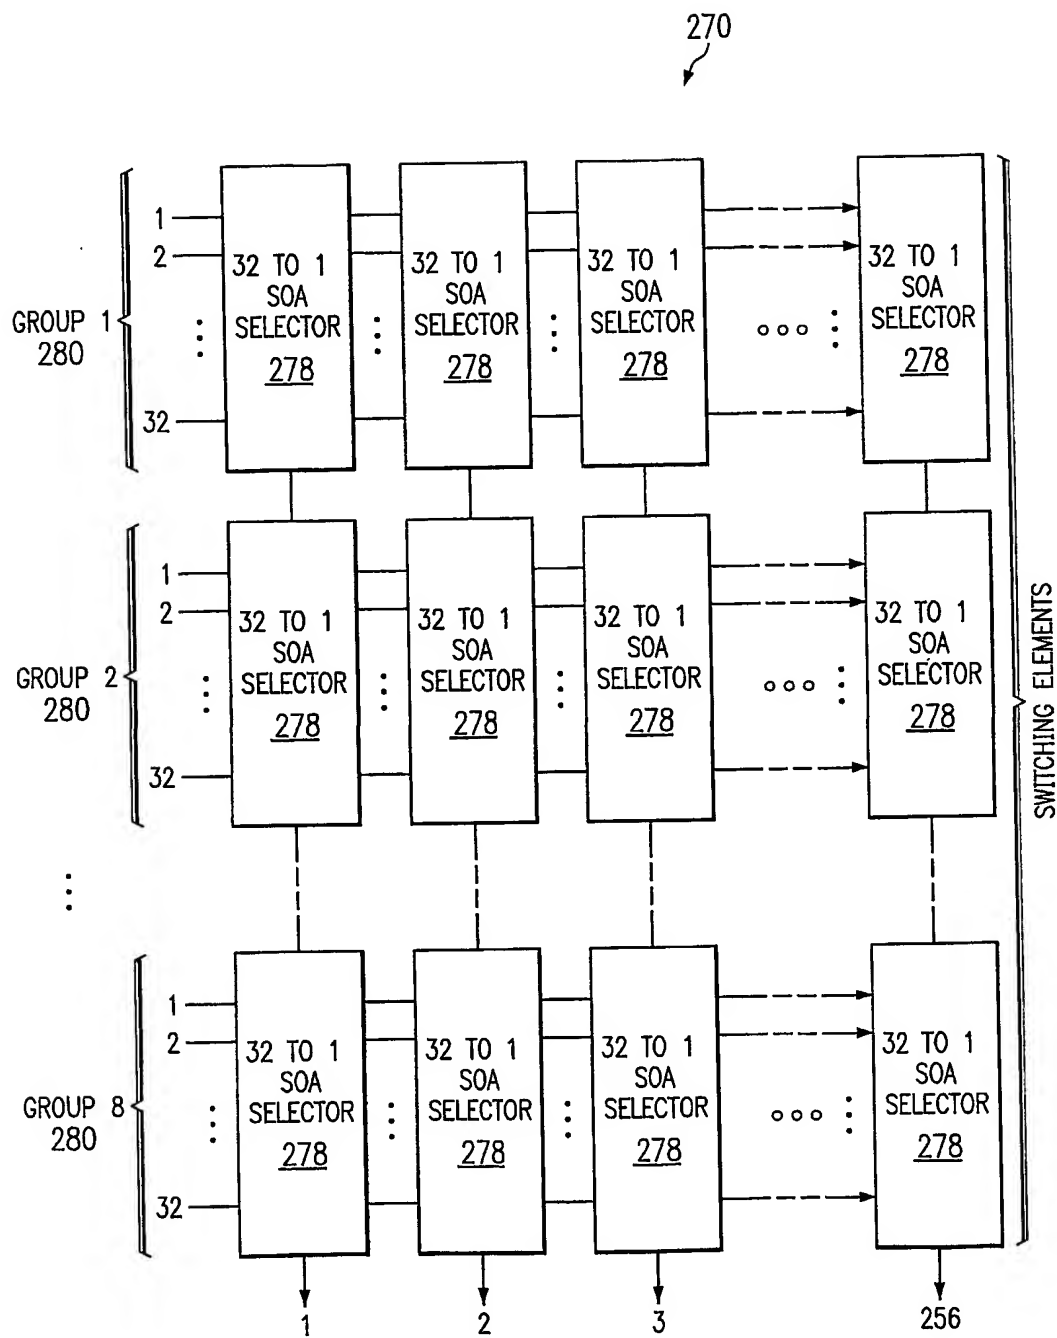 270
1
2
32
GROUP 1
280
32 TO 1
SOA
SELECTOR
278
32 TO 1
SOA
SELECTOR
278
32 TO 1
SOA
SELECTOR
278
32 TO 1
SOA
SELECTOR
278
1
2
32
GROUP 2
280
32 TO 1
SOA
SELECTOR
278
32 TO 1
SOA
SELECTOR
278
32 TO 1
SOA
SELECTOR
278
32 TO 1
SOA
SELECTOR
278
SWITCHING ELEMENTS
1
2
32
GROUP 8
280
32 TO 1
SOA
SELECTOR
278
32 TO 1
SOA
SELECTOR
278
32 TO 1
SOA
SELECTOR
278
32 TO 1
SOA
SELECTOR
278
1
2
3
256